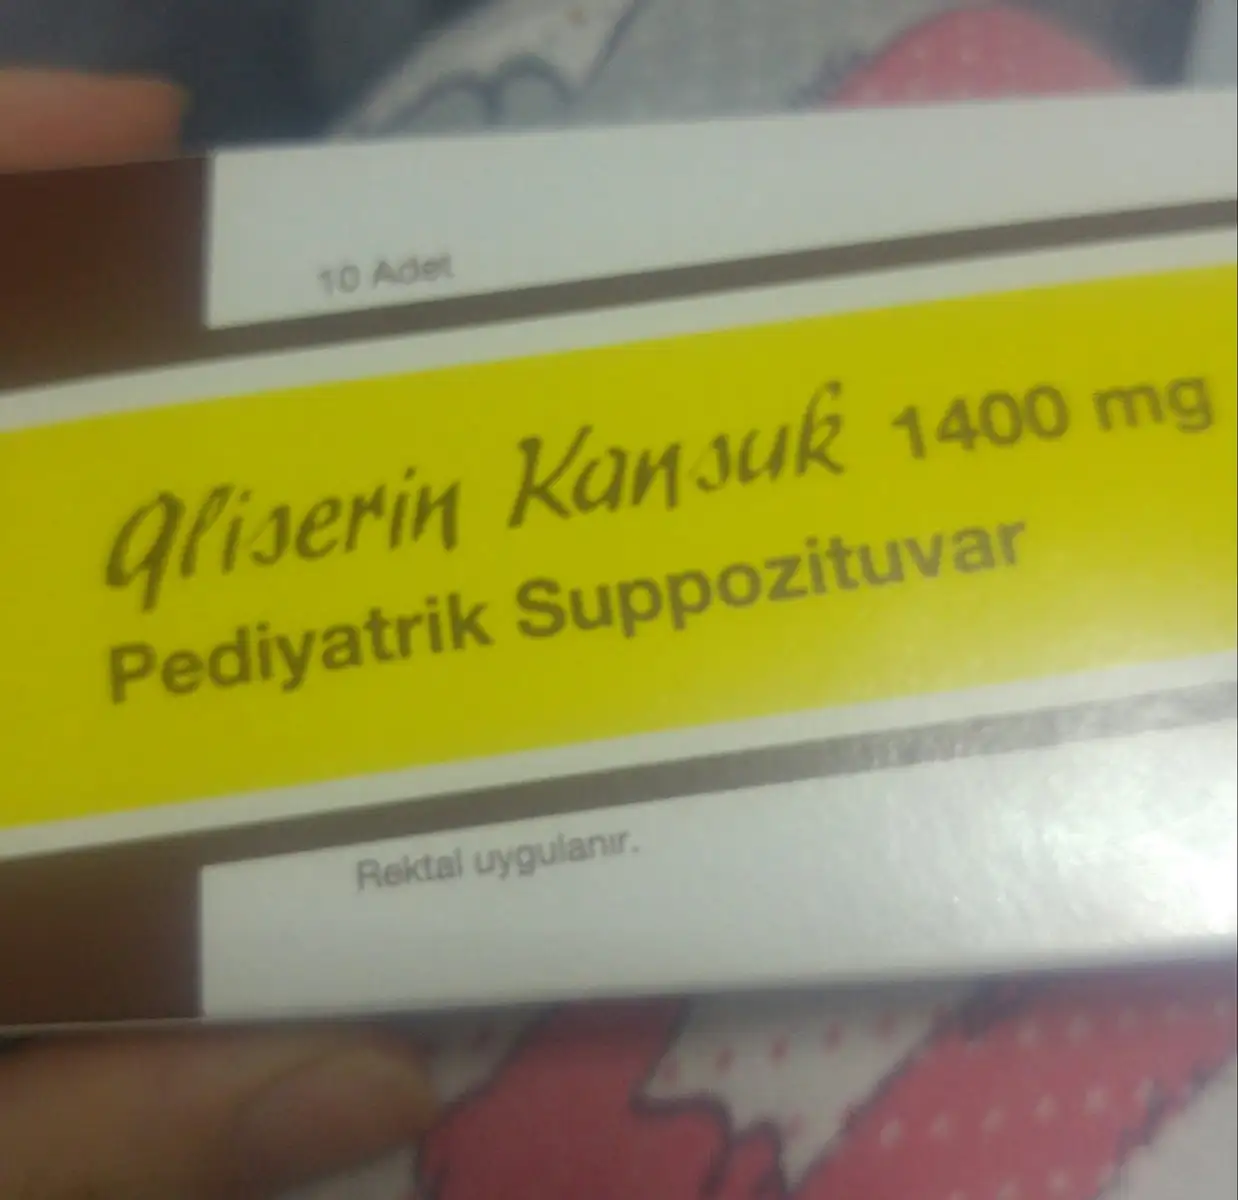 10 Adet
Gliserin Kansuk 1400 mg
Pediyatrik Suppozituvar
Rektal uygulanır.